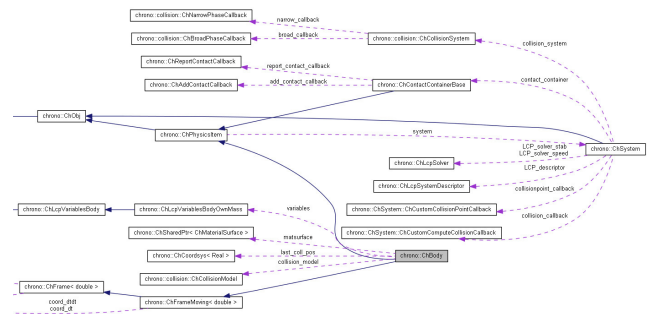 chrono::collision::ChNarrowPhaseCallback
narrow_callback
chrono::collision::ChBroadPhaseCallback
broad_callback
chrono::collision::ChCollisionSystem
collision_system
chrono::ChReportContactCallback
report_contact_callback
contact_container
chrono::ChAddContactCallback
add_contact_callback
chrono::ChContactContainerBase
chrono::ChObj
chrono::ChPhysicsItem
system
chrono::ChSystem
LCP_solver_stab
LCP_solver_speed
chrono::ChLcpSolver
LCP_descriptor
chrono::ChLcpSystemDescriptor
collisionpoint_callback
chrono::ChLcpVariablesBody
chrono::ChLcpVariablesBodyOwnMass
variables
chrono::ChSystem::ChCustomCollisionPointCallback
collision_callback
chrono::ChSharedPtr< ChMaterialSurface >
matsurface
chrono::ChSystem::ChCustomComputeCollisionCallback
chrono::ChCoordsys< Real >
last_coll_pos
chrono::ChBody
collision_model
chrono::collision::ChCollisionModel
chrono::ChFrame< double >
coord_dtdt
coord_dt
chrono::ChFrameMoving< double >